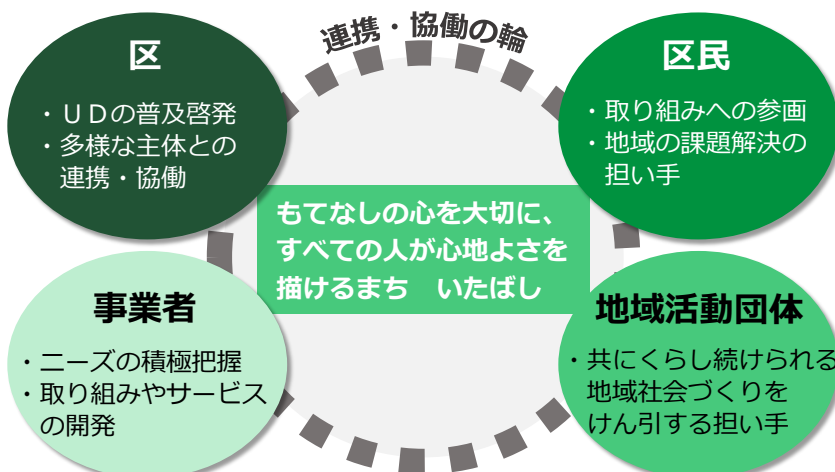 連携・協働の輪
区
・ＵＤの普及啓発
・多様な主体との
連携・協働
区民
・取り組みへの参画
・地域の課題解決の
担い手
もてなしの心を大切に、
すべての人が心地よさを
描けるまち　いたばし
事業者
・ニーズの積極把握
・取り組みやサービス
の開発
地域活動団体
・共にくらし続けられる
地域社会づくりを
けん引する担い手